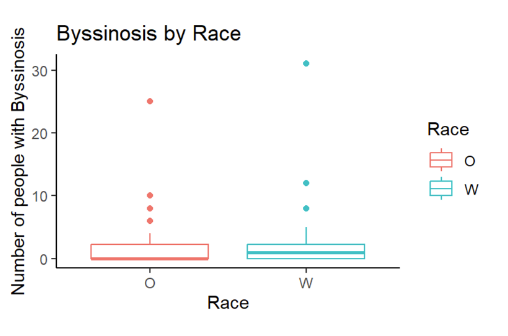 Byssinosis by Race
Number of people with Byssinosis
30
20
10
0
O
W
Race
Race
O
W